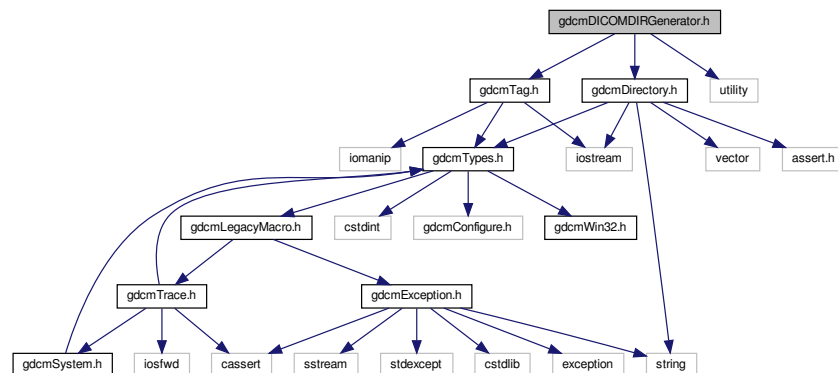 gdcmDICOMDIRGenerator.h
gdcmTag.h
gdcmDirectory.h
utility
iomanip
gdcmTypes.h
iostream
vector
assert.h
gdcmLegacyMacro.h
cstdint
gdcmConfigure.h
gdcmWin32.h
gdcmTrace.h
gdcmException.h
gdcmSystem.h
iosfwd
cassert
sstream
stdexcept
cstdlib
exception
string